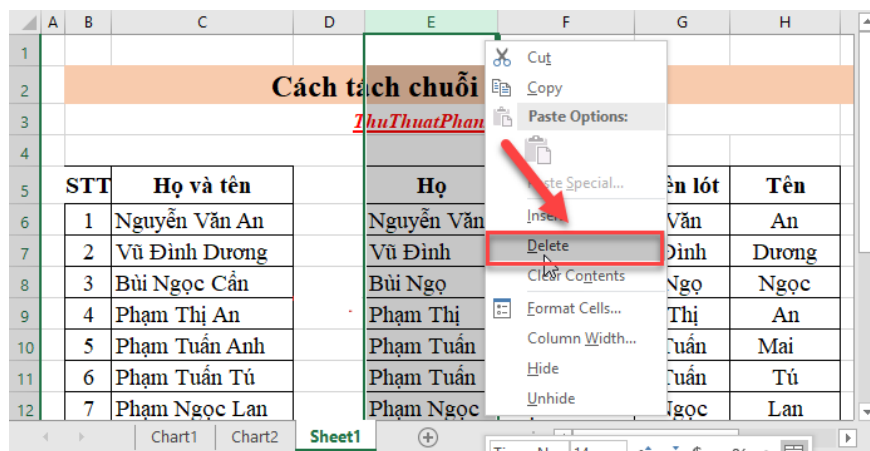 A B C D E F G H
1
2 Cách tách chuỗi
3 ThuThuatPhan
4
5 STT Họ và tên Họ ên lót Tên
6 1 Nguyễn Văn An Nguyễn Văn Văn An
7 2 Vũ Đình Dương Vũ Đình Đình Dương
8 3 Bùi Ngọc Cẩn Bùi Ngọ Ngọ Ngọc
9 4 Phạm Thị An Phạm Thị Thị An
10 5 Phạm Tuấn Anh Phạm Tuấn Tuấn Mai
11 6 Phạm Tuấn Tú Phạm Tuấn Tuấn Tú
12 7 Phạm Ngọc Lan Phạm Ngọc Ngọc Lan
Cut
Copy
Paste Options:
Paste Special...
Insert
Delete
Clear Contents
Format Cells...
Column Width...
Hide
Unhide
Chart1 Chart2 Sheet1